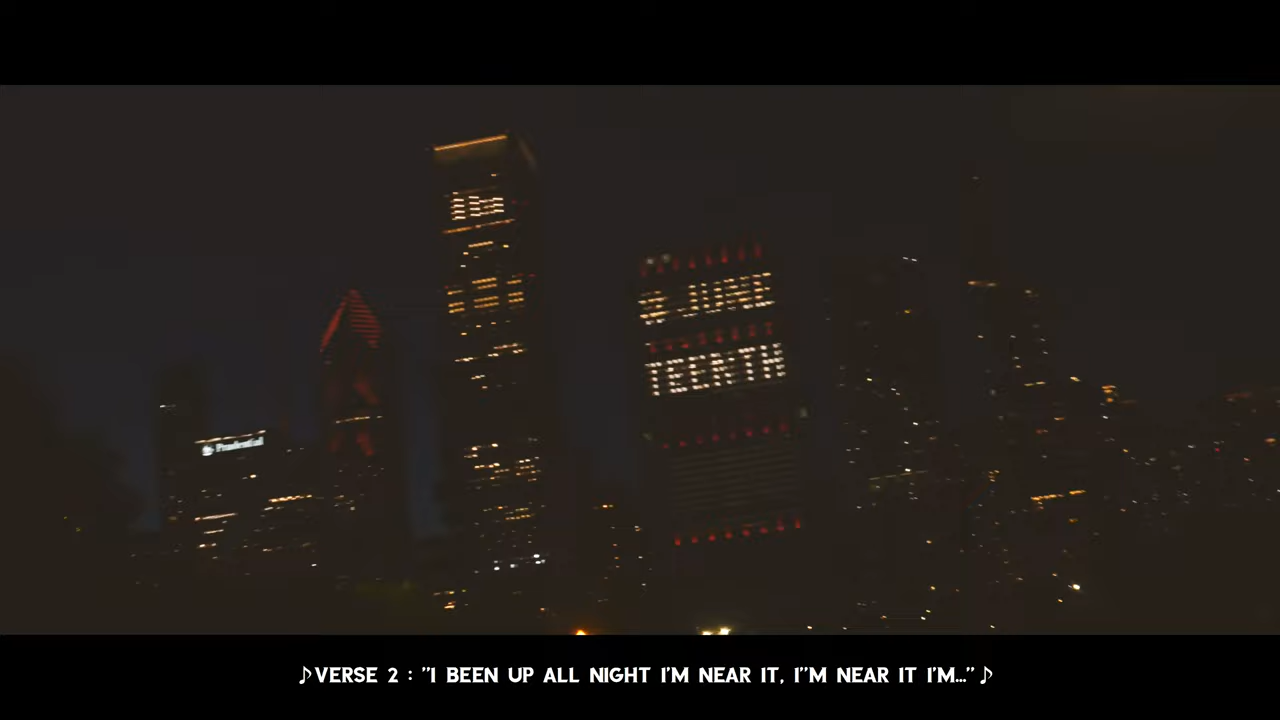 Prudential
JUNE
TEENTH
♪VERSE 2 : "I BEEN UP ALL NIGHT I'M NEAR IT, I"M NEAR IT I'M..."♪